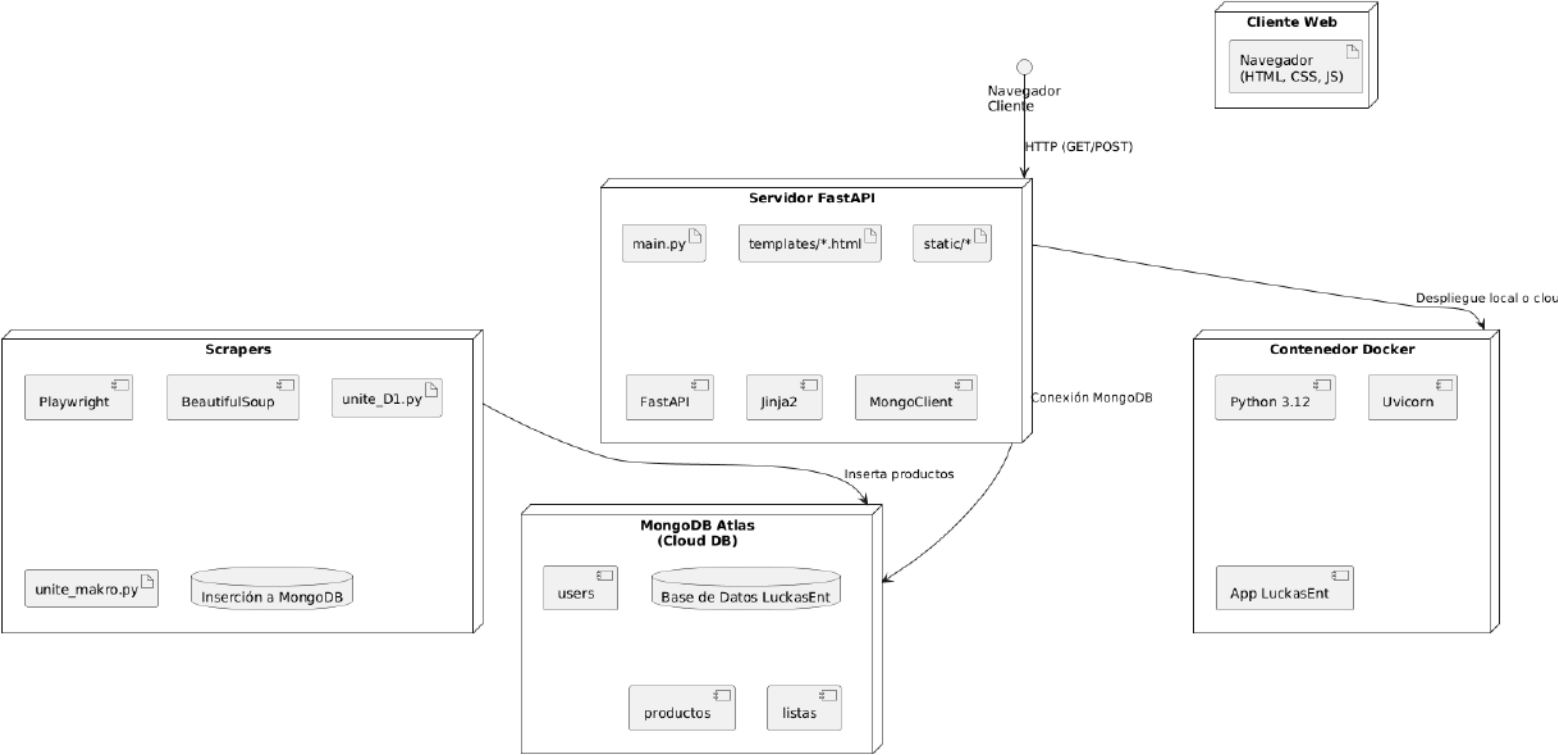 Cliente Web
Navegador
(HTML, CSS, JS)
Navegador
Cliente
HTTP (GET/POST)
Servidor FastAPI
main.py
templates/*.html
static/*
FastAPI
Jinja2
MongoClient
Despliegue local o clou
Conexión MongoDB
Scrapers
Playwright
BeautifulSoup
unite_D1.py
unite_makro.py
Inserción a MongoDB
Inserta productos
Contenedor Docker
Python 3.12
Uvicorn
App LuckasEnt
MongoDB Atlas
(Cloud DB)
users
Base de Datos LuckasEnt
productos
listas